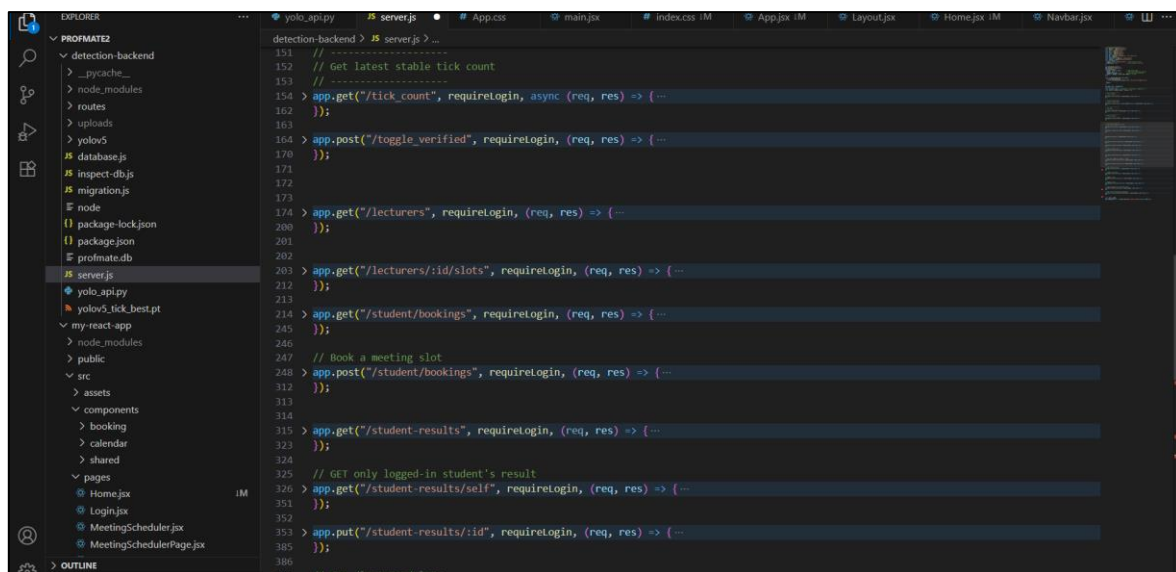 EXPLORER ...
yolo_api.py JS server.js ● # App.css main.jsx # index.css ↓M App.jsx ↓M Layout.jsx Home.jsx ↓M Navbar.jsx ...
PROFMATE2
detection-backend > JS server.js > ...
detection-backend
__pycache__
node_modules
routes
uploads
yolov5
JS database.js
JS inspect-db.js
JS migration.js
node
{} package-lock.json
{} package.json
profmate.db
JS server.js
yolo_api.py
yolov5_tick_best.pt
my-react-app
node_modules
public
src
assets
components
booking
calendar
shared
pages
Home.jsx ↓M
Login.jsx
MeetingScheduler.jsx
MeetingSchedulerPage.jsx
OUTLINE
151 // --------------------
152 // Get latest stable tick count
153 // --------------------
154 > app.get("/tick_count", requireLogin, async (req, res) => { ...
162 });
163
164 > app.post("/toggle_verified", requireLogin, (req, res) => { ...
170 });
171
172
173
174 > app.get("/lecturers", requireLogin, (req, res) => { ...
200 });
201
202
203 > app.get("/lecturers/:id/slots", requireLogin, (req, res) => { ...
212 });
213
214 > app.get("/student/bookings", requireLogin, (req, res) => { ...
245 });
246
247 // Book a meeting slot
248 > app.post("/student/bookings", requireLogin, (req, res) => { ...
312 });
313
314
315 > app.get("/student-results", requireLogin, (req, res) => { ...
323 });
324
325 // GET only logged-in student's result
326 > app.get("/student-results/self", requireLogin, (req, res) => { ...
351 });
352
353 > app.put("/student-results/:id", requireLogin, (req, res) => { ...
385 });
386